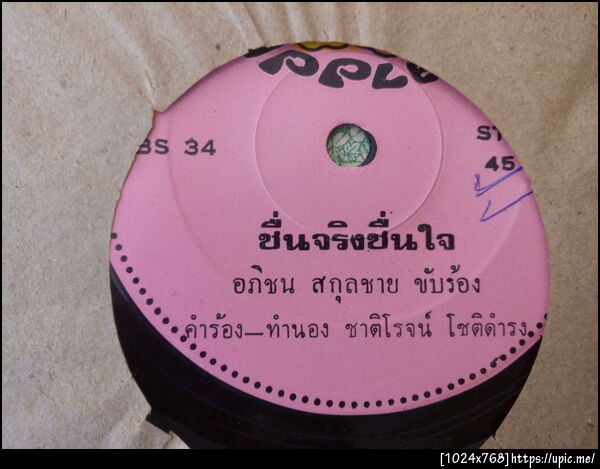 APPLE
BS 34
ST
45
ชื่นจริงชื่นใจ
อภิชน สกุลชาย ขับร้อง
คำร้อง—ทำนอง ชาติโรจน์ โชติดำรง
[1024x768]https://upic.me/